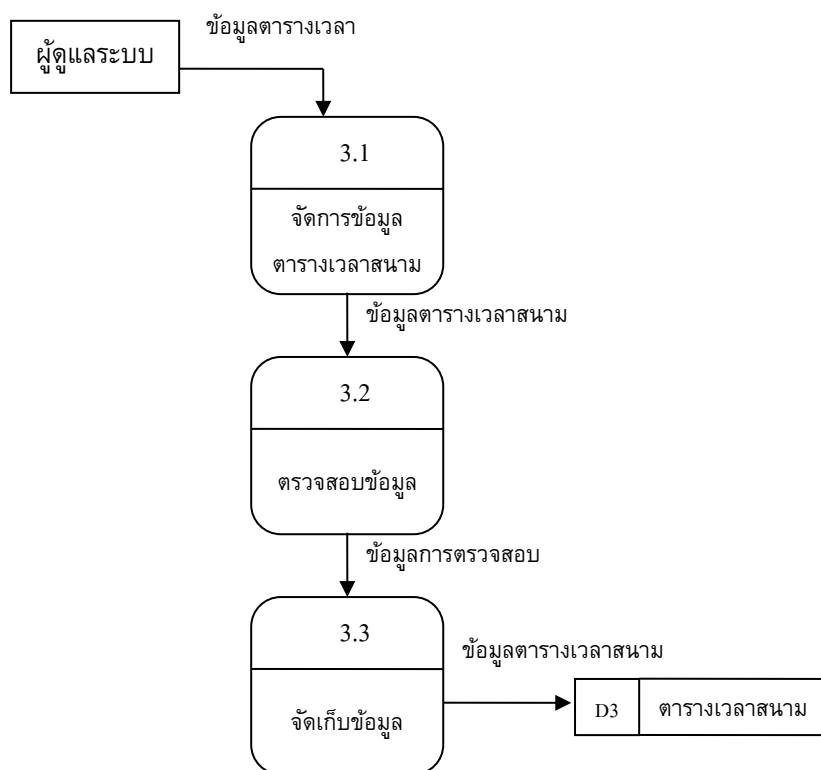 ข้อมูลตารางเวลา
ผู้ดูแลระบบ
3.1
จัดการข้อมูล
ตารางเวลาสนาม
ข้อมูลตารางเวลาสนาม
3.2
ตรวจสอบข้อมูล
ข้อมูลการตรวจสอบ
3.3
จัดเก็บข้อมูล
ข้อมูลตารางเวลาสนาม
D3
ตารางเวลาสนาม